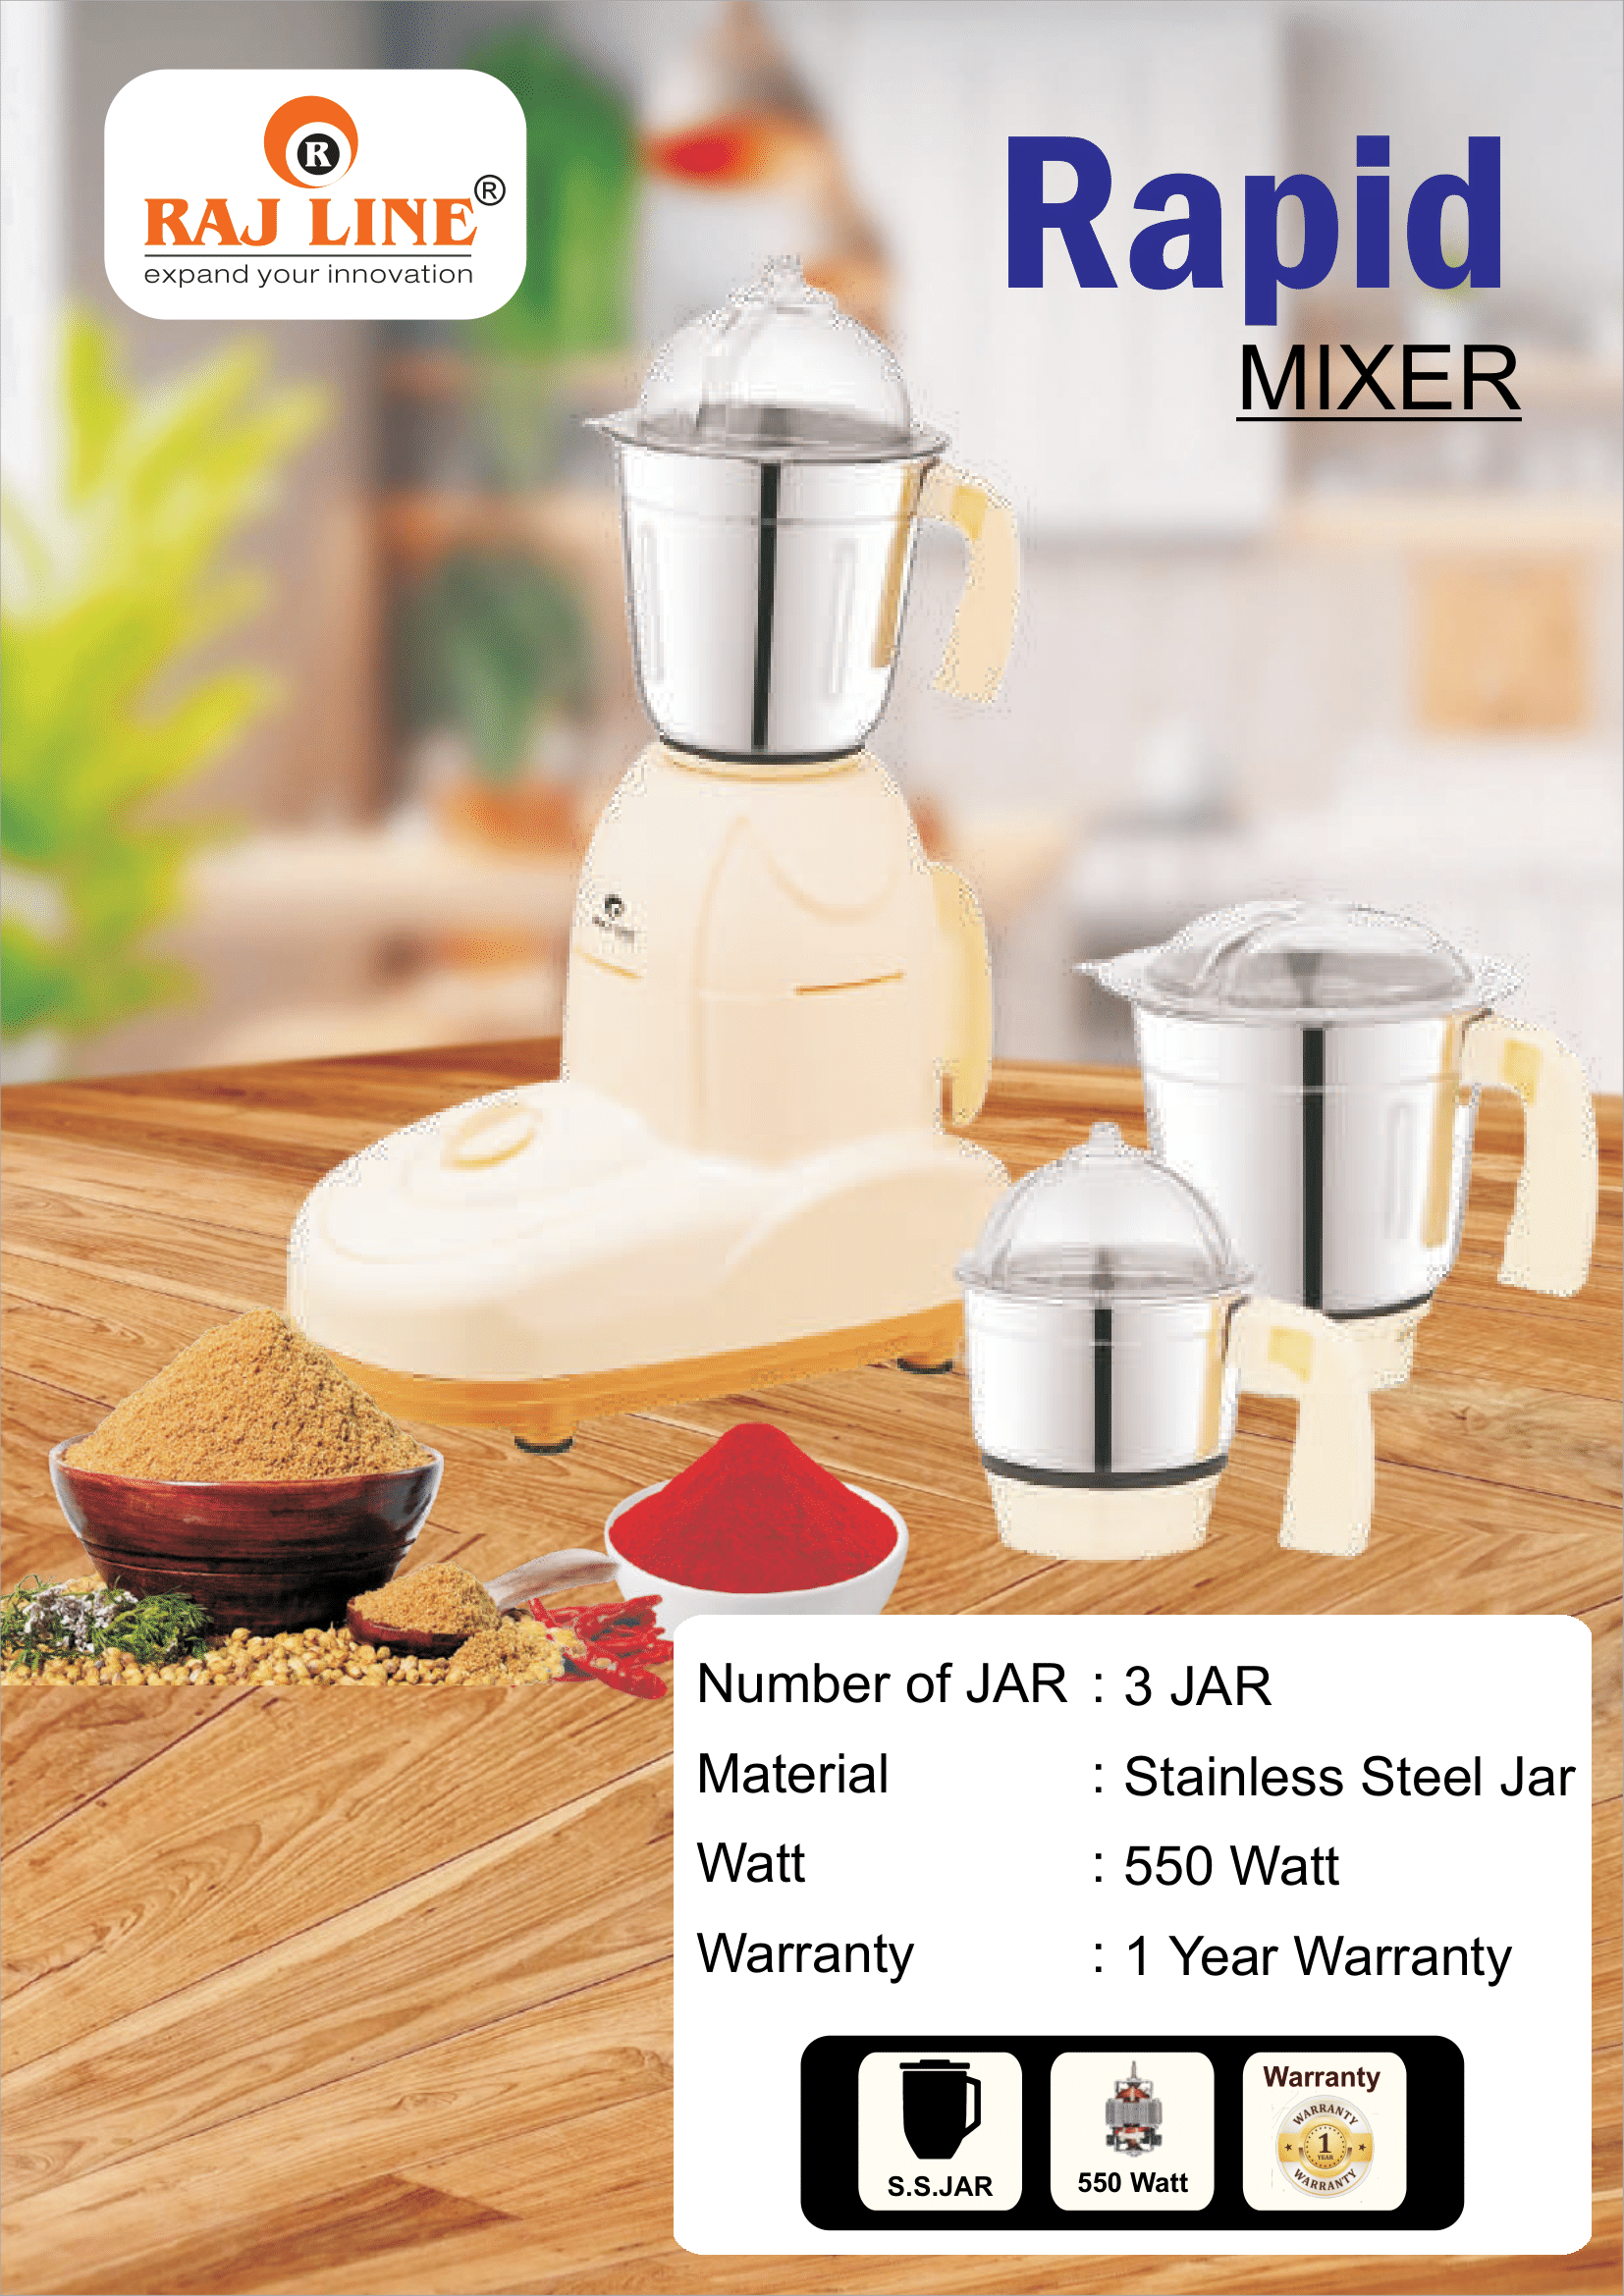 R
RAJ LINE®
expand your innovation
Rapid
MIXER
Number of JAR : 3 JAR
Material : Stainless Steel Jar
Watt : 550 Watt
Warranty : 1 Year Warranty
S.S.JAR
550 Watt
Warranty
WARRANTY
1
YEAR
WARRANTY